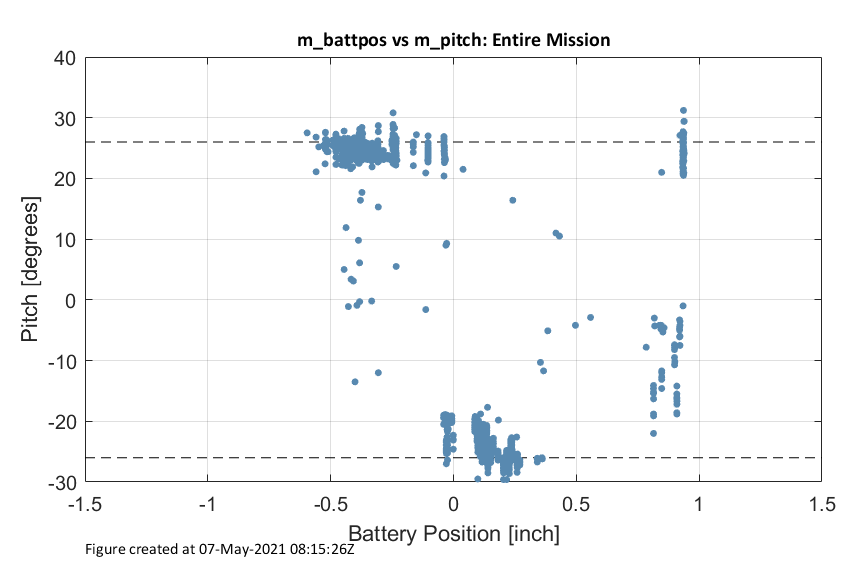 m_battpos vs m_pitch: Entire Mission
40
30
20
10
0
-10
-20
-30
Pitch [degrees]
-1.5 -1 -0.5 0 0.5 1 1.5
Battery Position [inch]
Figure created at 07-May-2021 08:15:26Z